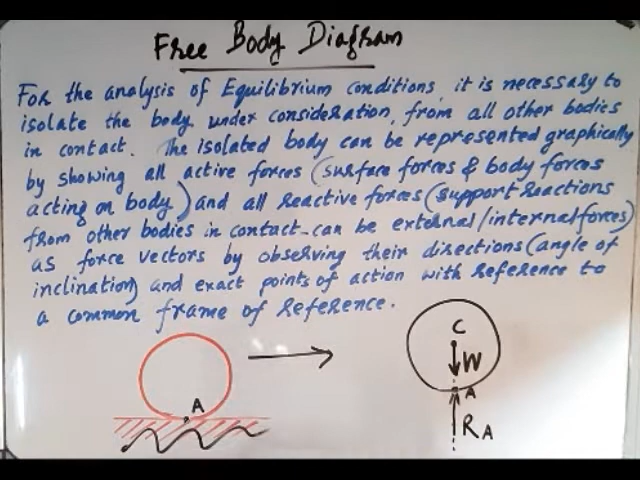 Free Body Diagram
For the analysis of Equilibrium conditions, it is necessary to
isolate the body under consideration, from all other bodies
in contact. The isolated body can be represented graphically
by showing all active forces (surface forces & body forces
acting on body) and all reactive forces (support reactions
from other bodies in contact-can be external/internal forces)
as force vectors by observing their directions (angle of
inclination) and exact points of action with reference to
a common frame of reference.
A
C
W
A
RA